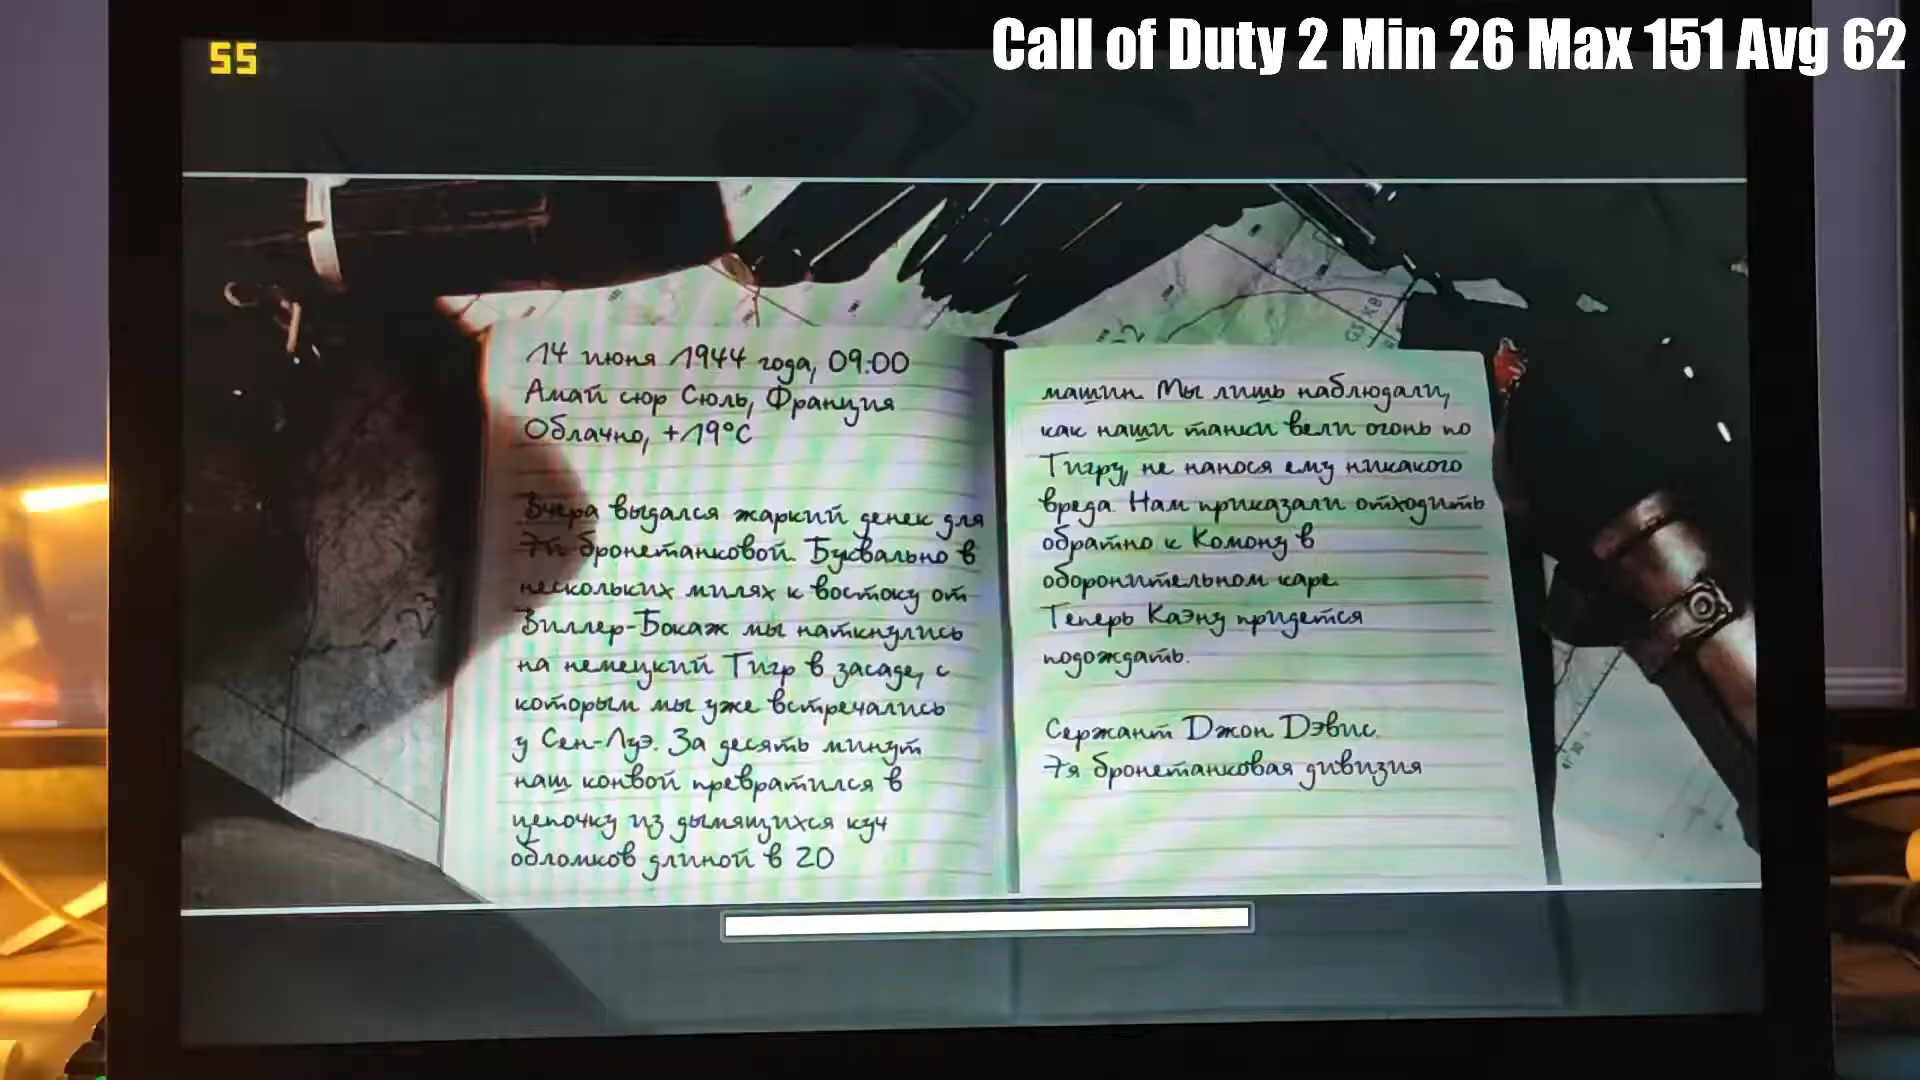 Call of Duty 2 Min 26 Max 151 Avg 62
55
14 июня 1944 года, 09:00
Амай сюр Сюль, Франция
Облачно, +19°C
Вчера выдался жаркий денек для
7й бронетанковой. Буквально в
нескольких милях к востоку от
Виллер-Бокаж мы наткнулись
на немецкий Тигр в засаде, с
которым мы уже встречались
у Сен-Луэ. За десять минут
наш конвой превратился в
цепочку из дымящихся куч
обломков длиной в 20
машин. Мы лишь наблюдали,
как наши танки вели огонь по
Тигру, не нанося ему никакого
вреда. Нам приказали отходить
обратно к Комону в
оборонительном каре.
Теперь Каэну придется
подождать.
Сержант Джон Дэвис.
7я бронетанковая дивизия